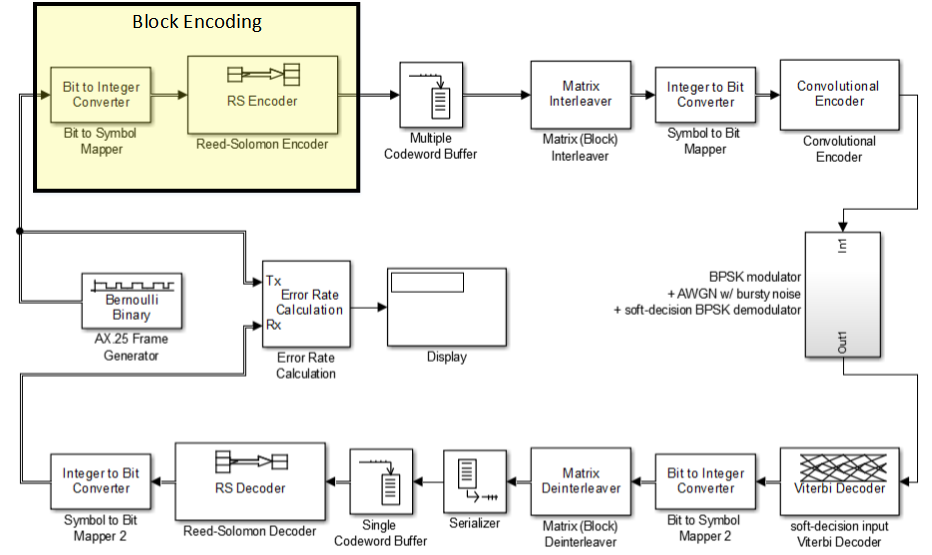 Block Encoding
Bit to Integer
Converter
Bit to Symbol
Mapper
RS Encoder
Reed-Solomon Encoder
Multiple
Codeword Buffer
Matrix
Interleaver
Matrix (Block)
Interleaver
Integer to Bit
Converter
Symbol to Bit
Mapper
Convolutional
Encoder
Convolutional
Encoder
Bernoulli
Binary
AX.25 Frame
Generator
Tx
Error Rate
Calculation
Rx
Error Rate
Calculation
Display
BPSK modulator
+ AWGN w/ bursty noise
+ soft-decision BPSK demodulator
In1
Out1
Integer to Bit
Converter
Symbol to Bit
Mapper 2
RS Decoder
Reed-Solomon Decoder
Single
Codeword Buffer
Serializer
Matrix
Deinterleaver
Matrix (Block)
Deinterleaver
Bit to Integer
Converter
Bit to Symbol
Mapper 2
Viterbi Decoder
soft-decision input
Viterbi Decoder